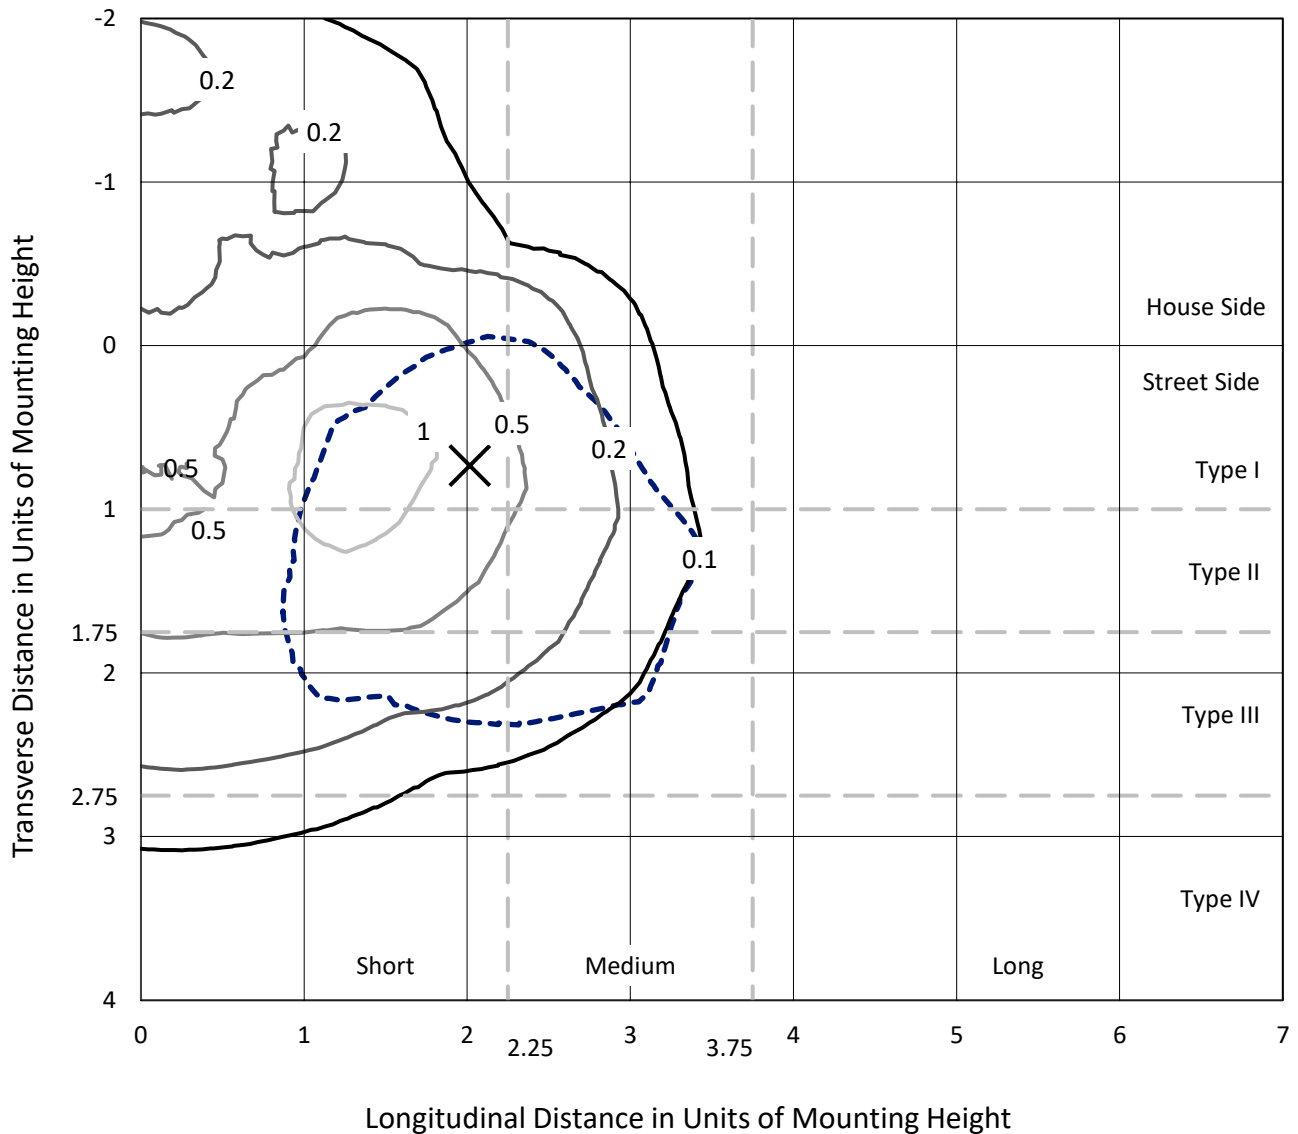 -2
0.2
0.2
-1
Transverse Distance in Units of Mounting Height
House Side
0
Street Side
0.5
1
0.2
0.5
Type I
1
0.5
0.1
Type II
1.75
2
Type III
2.75
3
Type IV
Short
Medium
Long
4
0
1
2
2.25
3
3.75
4
5
6
7
Longitudinal Distance in Units of Mounting Height